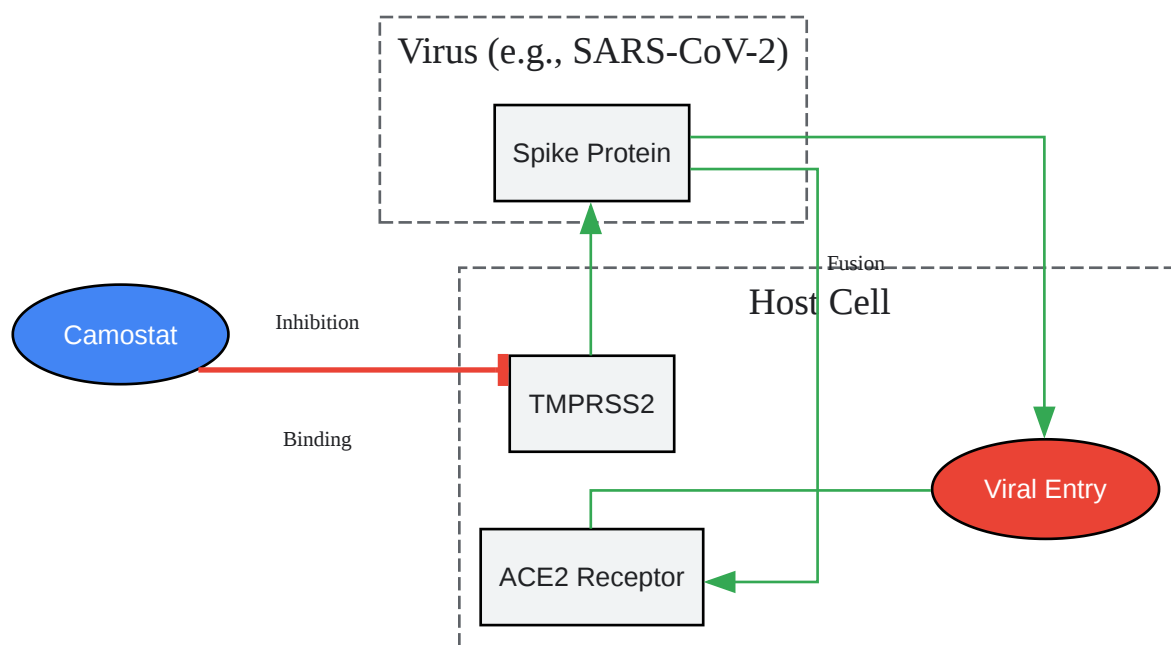 Virus (e.g., SARS-CoV-2)
Spike Protein
Fusion
Host Cell
Camostat
Inhibition
TMPRSS2
Binding
Viral Entry
ACE2 Receptor